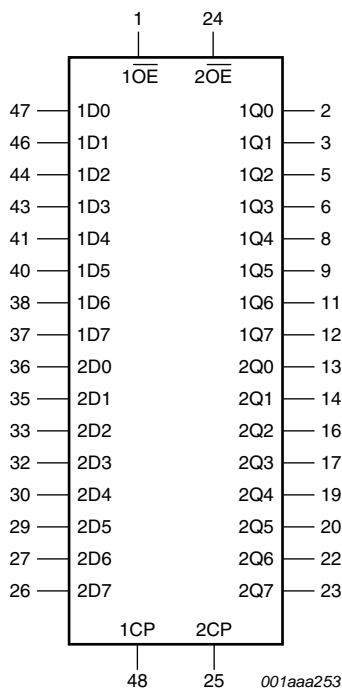 1 24
1O̅E̅ 2O̅E̅
47 1D0 1Q0 2
46 1D1 1Q1 3
44 1D2 1Q2 5
43 1D3 1Q3 6
41 1D4 1Q4 8
40 1D5 1Q5 9
38 1D6 1Q6 11
37 1D7 1Q7 12
36 2D0 2Q0 13
35 2D1 2Q1 14
33 2D2 2Q2 16
32 2D3 2Q3 17
30 2D4 2Q4 19
29 2D5 2Q5 20
27 2D6 2Q6 22
26 2D7 2Q7 23
1CP 2CP
48 25 001aaa253